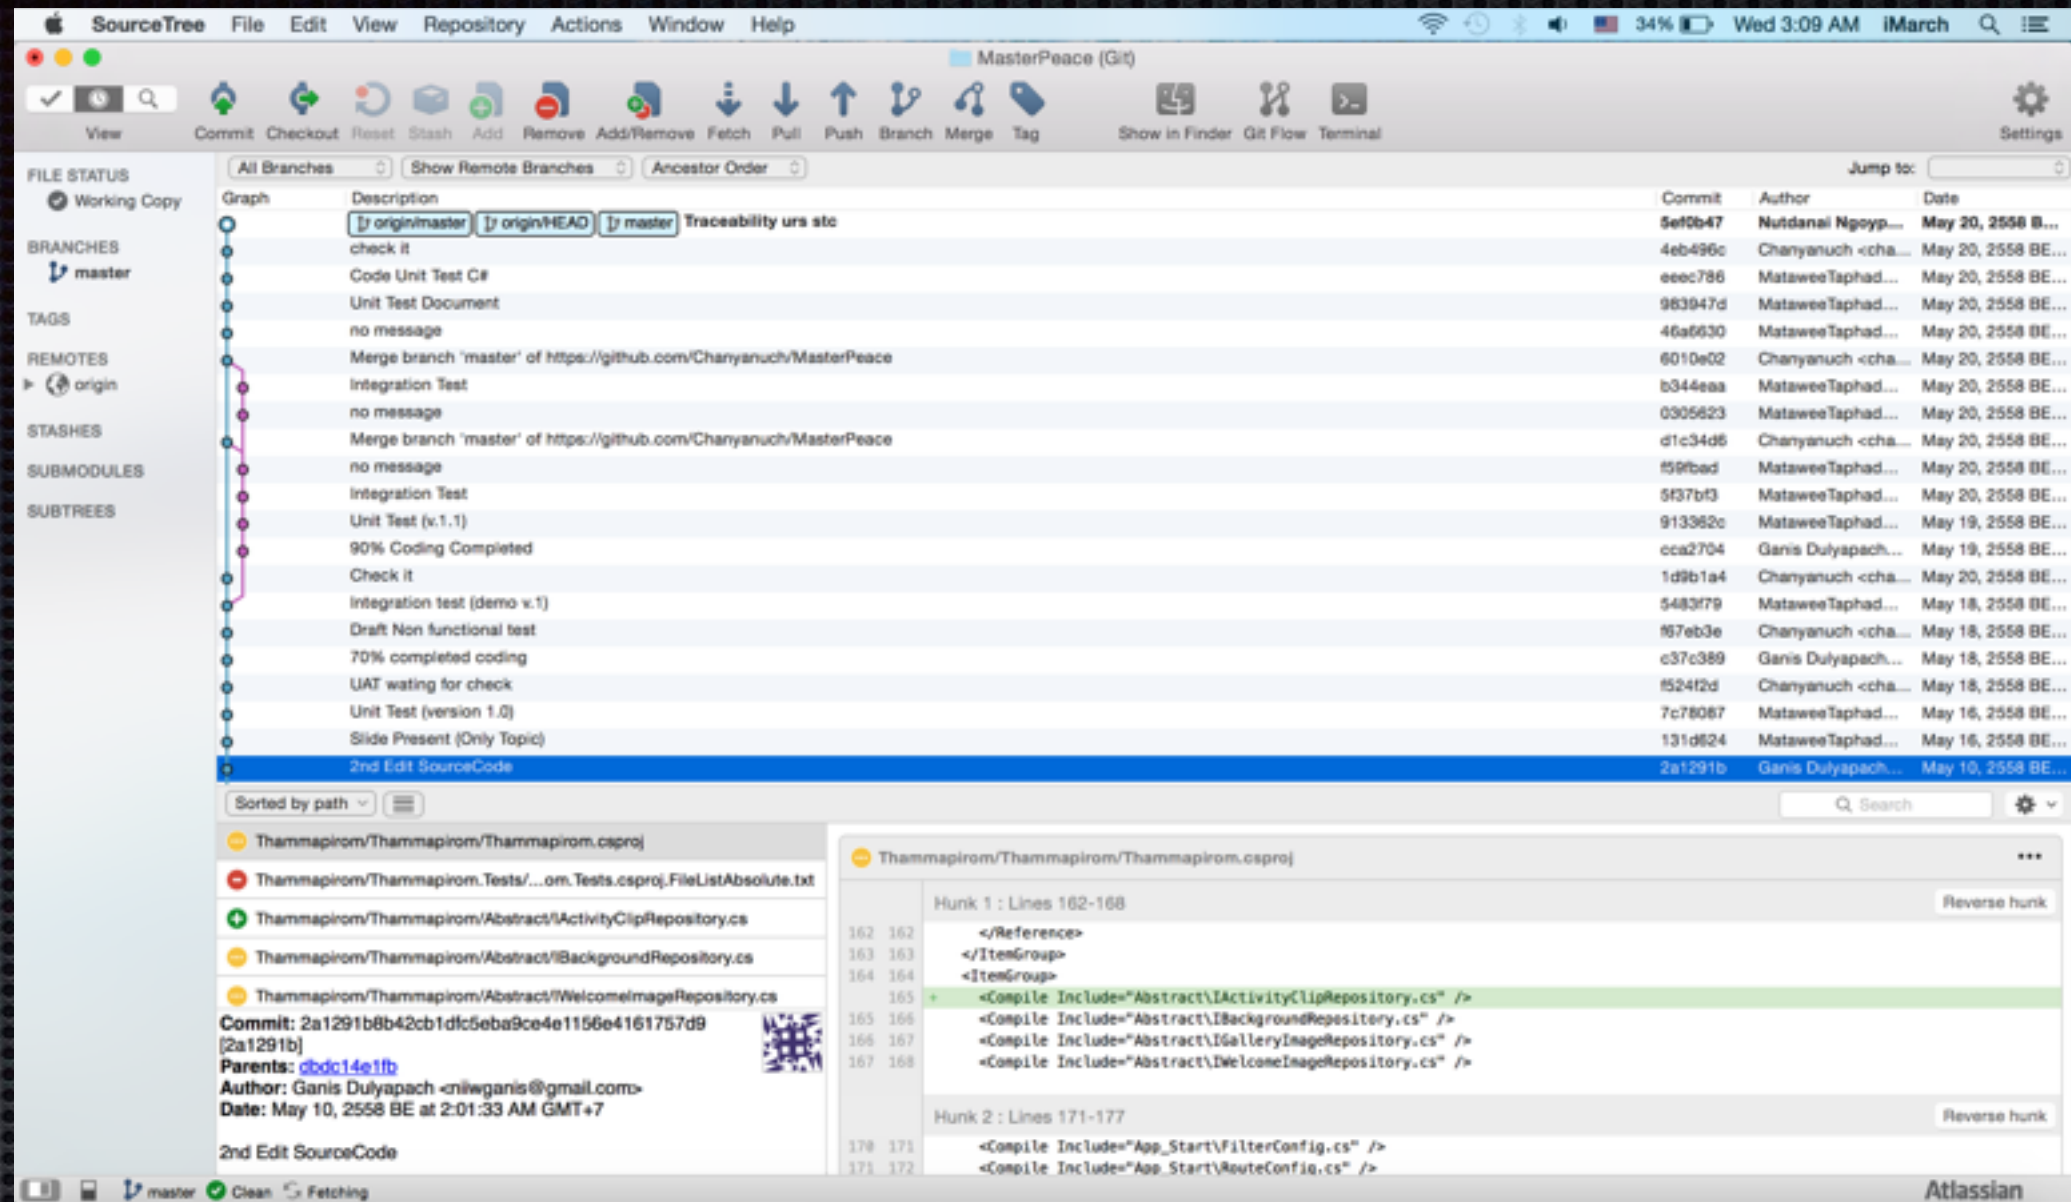 SourceTree File Edit View Repository Actions Window Help 34% Wed 3:09 AM iMarch
MasterPeace (Git)
View Commit Checkout Reset Stash Add Remove Add/Remove Fetch Pull Push Branch Merge Tag Show in Finder Git Flow Terminal Settings
All Branches Show Remote Branches Ancestor Order Jump to:
FILE STATUS
Working Copy
BRANCHES
master
TAGS
REMOTES
origin
STASHES
SUBMODULES
SUBTREES
Graph Description Commit Author Date
origin/master origin/HEAD master Traceability urs stc 5ef0b47 Nutdanai Ngoyp... May 20, 2558 B...
check it 4eb496c Chanyanuch <cha... May 20, 2558 BE...
Code Unit Test C# eeec786 MataweeTaphad... May 20, 2558 BE...
Unit Test Document 983947d MataweeTaphad... May 20, 2558 BE...
no message 46a6630 MataweeTaphad... May 20, 2558 BE...
Merge branch 'master' of https://github.com/Chanyanuch/MasterPeace 6010e02 Chanyanuch <cha... May 20, 2558 BE...
Integration Test b344eaa MataweeTaphad... May 20, 2558 BE...
no message 0305623 MataweeTaphad... May 20, 2558 BE...
Merge branch 'master' of https://github.com/Chanyanuch/MasterPeace d1c34d6 Chanyanuch <cha... May 20, 2558 BE...
no message f59fbad MataweeTaphad... May 20, 2558 BE...
Integration Test 5f37bf3 MataweeTaphad... May 20, 2558 BE...
Unit Test (v.1.1) 913362c MataweeTaphad... May 19, 2558 BE...
90% Coding Completed cca2704 Ganis Dulyapach... May 19, 2558 BE...
Check it 1d9b1a4 Chanyanuch <cha... May 20, 2558 BE...
Integration test (demo v.1) 5483f79 MataweeTaphad... May 18, 2558 BE...
Draft Non functional test f67eb3e Chanyanuch <cha... May 18, 2558 BE...
70% completed coding c37c389 Ganis Dulyapach... May 18, 2558 BE...
UAT wating for check f524f2d Chanyanuch <cha... May 18, 2558 BE...
Unit Test (version 1.0) 7c78087 MataweeTaphad... May 16, 2558 BE...
Slide Present (Only Topic) 131d624 MataweeTaphad... May 16, 2558 BE...
2nd Edit SourceCode 2a1291b Ganis Dulyapach... May 10, 2558 BE...
Sorted by path Search
Thammapirom/Thammapirom/Thammapirom.csproj
Thammapirom/Thammapirom.Tests/...om.Tests.csproj.FileListAbsolute.txt
Thammapirom/Thammapirom/Abstract/IActivityClipRepository.cs
Thammapirom/Thammapirom/Abstract/IBackgroundRepository.cs
Thammapirom/Thammapirom/Abstract/IWelcomeImageRepository.cs
Commit: 2a1291b8b42cb1dfc5eba9ce4e1156e4161757d9
[2a1291b]
Parents: dbdc14e1fb
Author: Ganis Dulyapach <niiwganis@gmail.com>
Date: May 10, 2558 BE at 2:01:33 AM GMT+7
2nd Edit SourceCode
Thammapirom/Thammapirom/Thammapirom.csproj
Hunk 1 : Lines 162-168 Reverse hunk
162 162 </Reference>
163 163 </ItemGroup>
164 164 <ItemGroup>
165 + <Compile Include="Abstract\IActivityClipRepository.cs" />
165 166 <Compile Include="Abstract\IBackgroundRepository.cs" />
166 167 <Compile Include="Abstract\IGalleryImageRepository.cs" />
167 168 <Compile Include="Abstract\IWelcomeImageRepository.cs" />
Hunk 2 : Lines 171-177 Reverse hunk
170 171 <Compile Include="App_Start\FilterConfig.cs" />
171 172 <Compile Include="App_Start\RouteConfig.cs" />
master Clean Fetching Atlassian